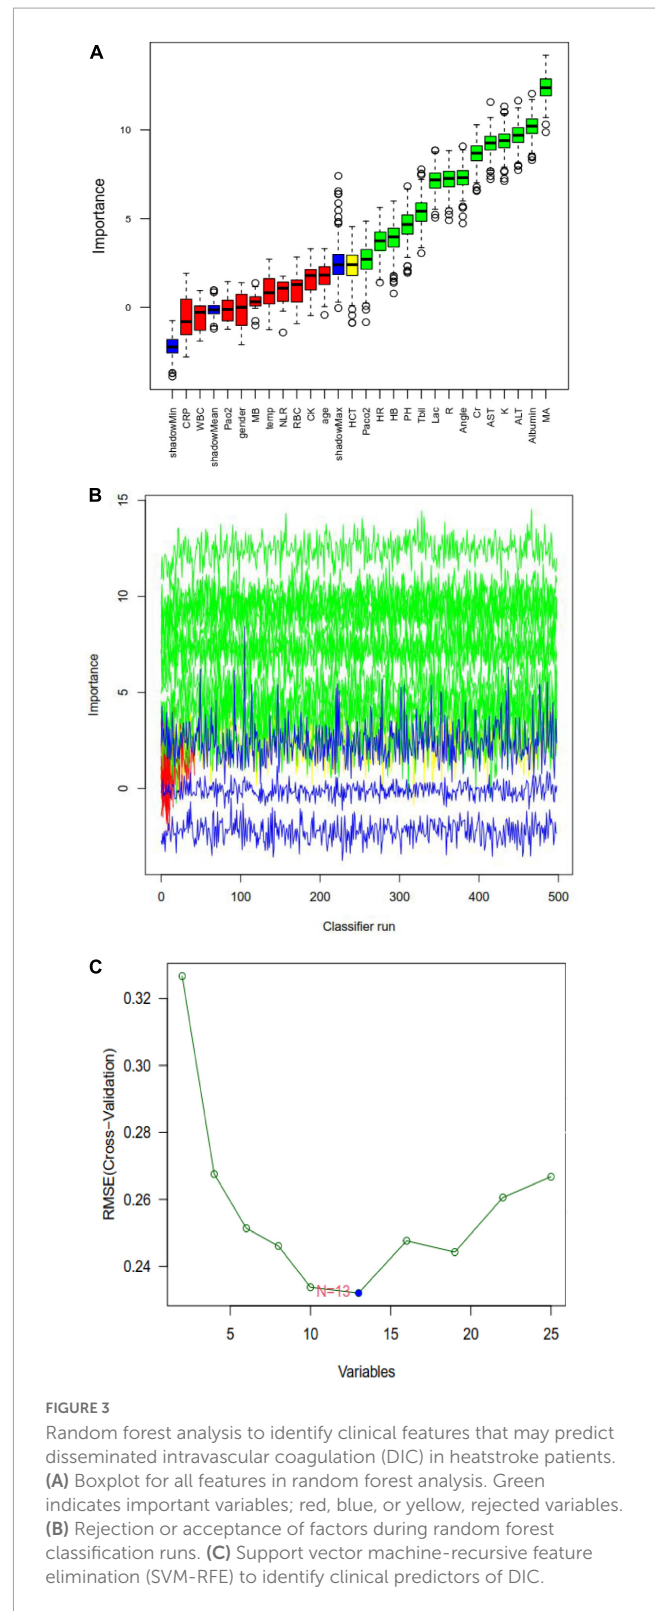 A
Importance
10
5
0
shadowMin
CRP
WBC
shadowMean
Pao2
gender
MB
temp
NLR
RBC
CK
age
shadowMax
HCT
Paco2
HR
HB
PH
Tbil
Lac
R
Angle
Cr
AST
K
ALT
Albumin
MA
B
Importance
15
10
5
0
0 100 200 300 400 500
Classifier run
C
RMSE(Cross-Validation)
0.32
0.30
0.28
0.26
0.24
N=13
5 10 15 20 25
Variables
FIGURE 3
Random forest analysis to identify clinical features that may predict
disseminated intravascular coagulation (DIC) in heatstroke patients.
(A) Boxplot for all features in random forest analysis. Green
indicates important variables; red, blue, or yellow, rejected variables.
(B) Rejection or acceptance of factors during random forest
classification runs. (C) Support vector machine-recursive feature
elimination (SVM-RFE) to identify clinical predictors of DIC.